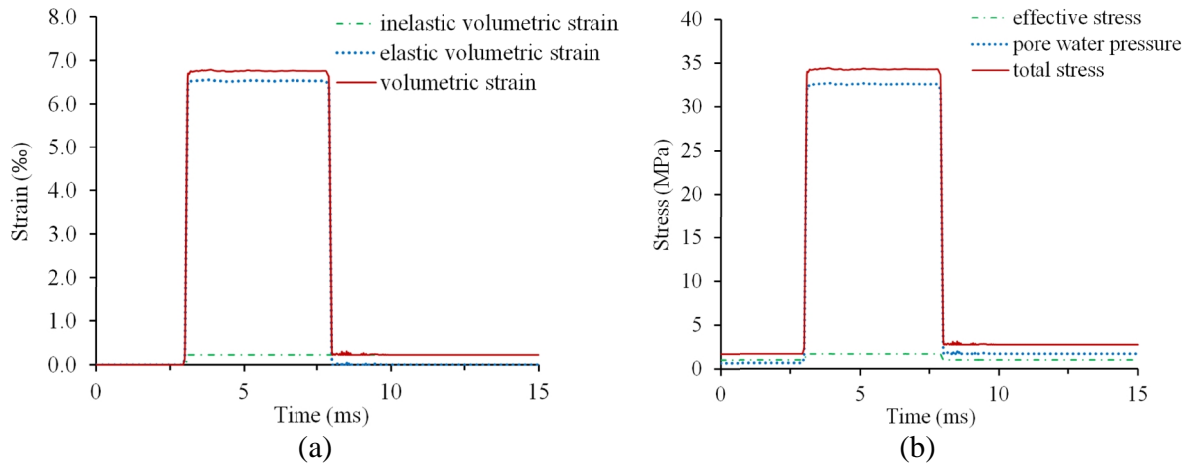 8.0
7.0
6.0
5.0
4.0
3.0
2.0
1.0
0.0
Strain (‰)
inelastic volumetric strain
elastic volumetric strain
volumetric strain
0
5
10
15
Time (ms)
(a)
40
35
30
25
20
15
10
5
0
Stress (MPa)
effective stress
pore water pressure
total stress
0
5
10
15
Time (ms)
(b)